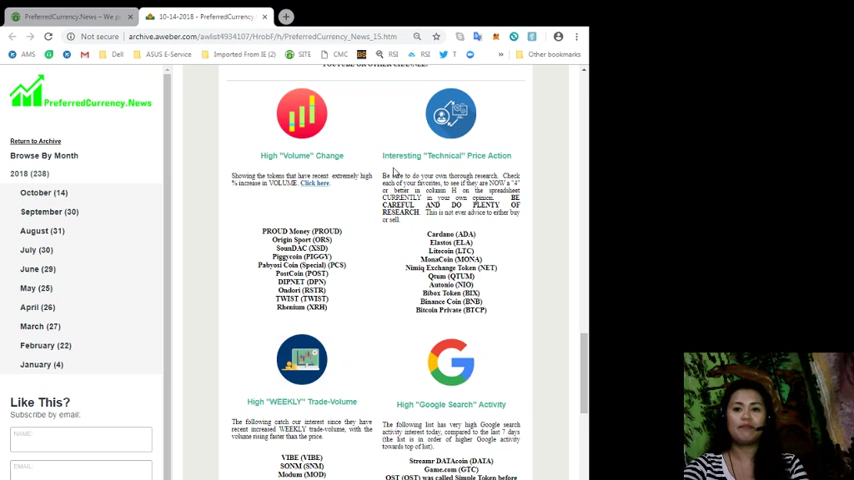 PreferredCurrency.News – We p
10-14-2018 - PreferredCurrency
Not secure | archive.aweber.com/awlist4934107/HrobF/h/PreferredCurrency_News_15.htm
AMS
Dell
ASUS E-Service
Imported From IE (2)
SITE
CMC
RSI
RSI
T
Other bookmarks
YOUTUBE OR OTHER CHANNEL.
PreferredCurrency.News
Return to Archive
Browse By Month
2018 (238)
October (14)
September (30)
August (31)
July (30)
June (29)
May (25)
April (26)
March (27)
February (22)
January (4)
Like This?
Subscribe by email:
NAME:
EMAIL:
High "Volume" Change
Showing the tokens that have recent extremely high
% increase in VOLUME. Click here.
PROUD Money (PROUD)
Origin Sport (ORS)
SounDAC (XSD)
Piggycoin (PIGGY)
Pabyosi Coin (Special) (PCS)
PostCoin (POST)
DIPNET (DPN)
Ondori (RSTR)
TWIST (TWIST)
Rhenium (XRH)
Interesting "Technical" Price Action
Be sure to do your own thorough research. Check
each of your favorites, to see if they are NOW a "4"
or better in column H on the spreadsheet
CURRENTLY in your own opinion. BE
CAREFUL AND DO PLENTY OF
RESEARCH. This is not ever advice to either buy
or sell.
Cardano (ADA)
Elastos (ELA)
Litecoin (LTC)
MonaCoin (MONA)
Nimiq Exchange Token (NET)
Qtum (QTUM)
Autonio (NIO)
Bibox Token (BIX)
Binance Coin (BNB)
Bitcoin Private (BTCP)
High "WEEKLY" Trade-Volume
The following catch our interest since they have
recent increased WEEKLY trade-volume, with the
volume rising faster than the price.
VIBE (VIBE)
SONM (SNM)
Modum (MOD)
High "Google Search" Activity
The following list has very high Google search
activity interest today, compared to the last 7 days
(the list is in order of higher Google activity
towards top of list).
Streamr DATAcoin (DATA)
Game.com (GTC)
OST (OST) was called Simple Token before